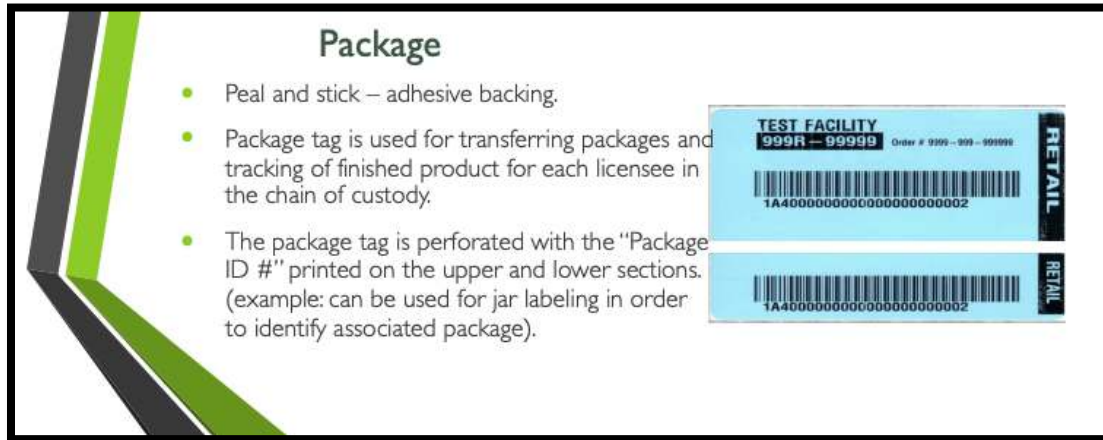 Package
Peal and stick – adhesive backing.
Package tag is used for transferring packages and
tracking of finished product for each licensee in
the chain of custody.
The package tag is perforated with the “Package
ID #” printed on the upper and lower sections.
(example: can be used for jar labeling in order
to identify associated package).
TEST FACILITY
999R – 99999 Order # 9999 – 999 – 999999
1A4000000000000000000002
RETAIL
1A4000000000000000000002
RETAIL